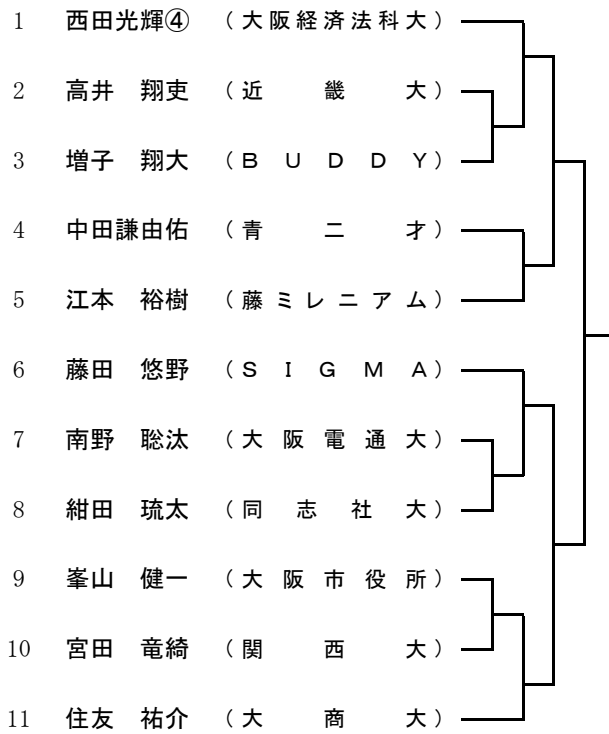 1 西田光輝④ （大阪経済法科大）
2 高井 翔吏 （近畿大）
3 増子 翔大 （ＢＵＤＤＹ）
4 中田謙由佑 （青二才）
5 江本 裕樹 （藤ミレニアム）
6 藤田 悠野 （ＳＩＧＭＡ）
7 南野 聡汰 （大阪電通大）
8 紺田 琉太 （同志社大）
9 峯山 健一 （大阪市役所）
10 宮田 竜綺 （関西大）
11 住友 祐介 （大商大）